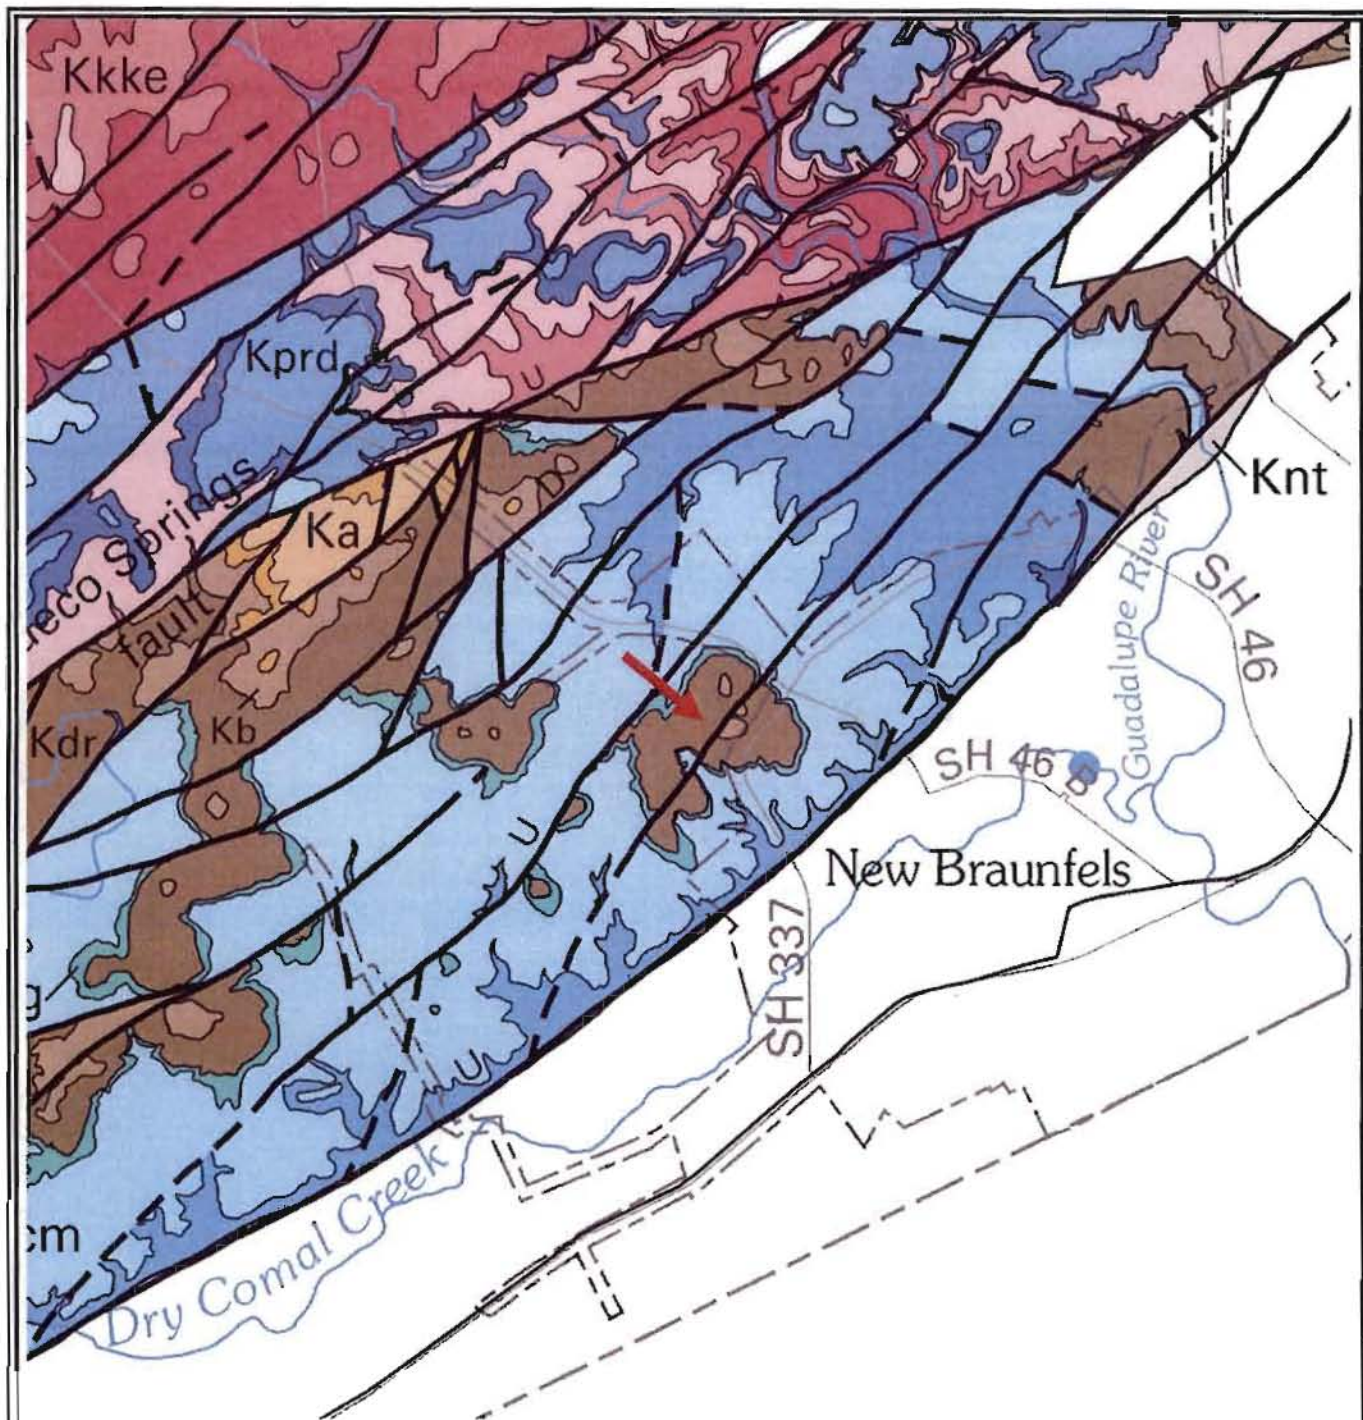 Kkke
Kprd
U
Knt
D
Ka
Springs
fault
SH 46
Guadalupe River
Kdr
Kb
SH 46
B
U
New Braunfels
SH 337
g
U
cm
Dry Comal Creek